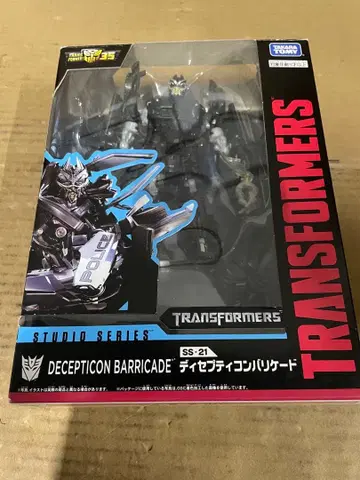 TRANSFORMERS 35
TAKARA
TOMY
TRANSFORMERS
POLICE
TRANSFORMERS
STUDIO SERIES
SS-21
DECEPTICON BARRICADE ディセプティコンバリケード